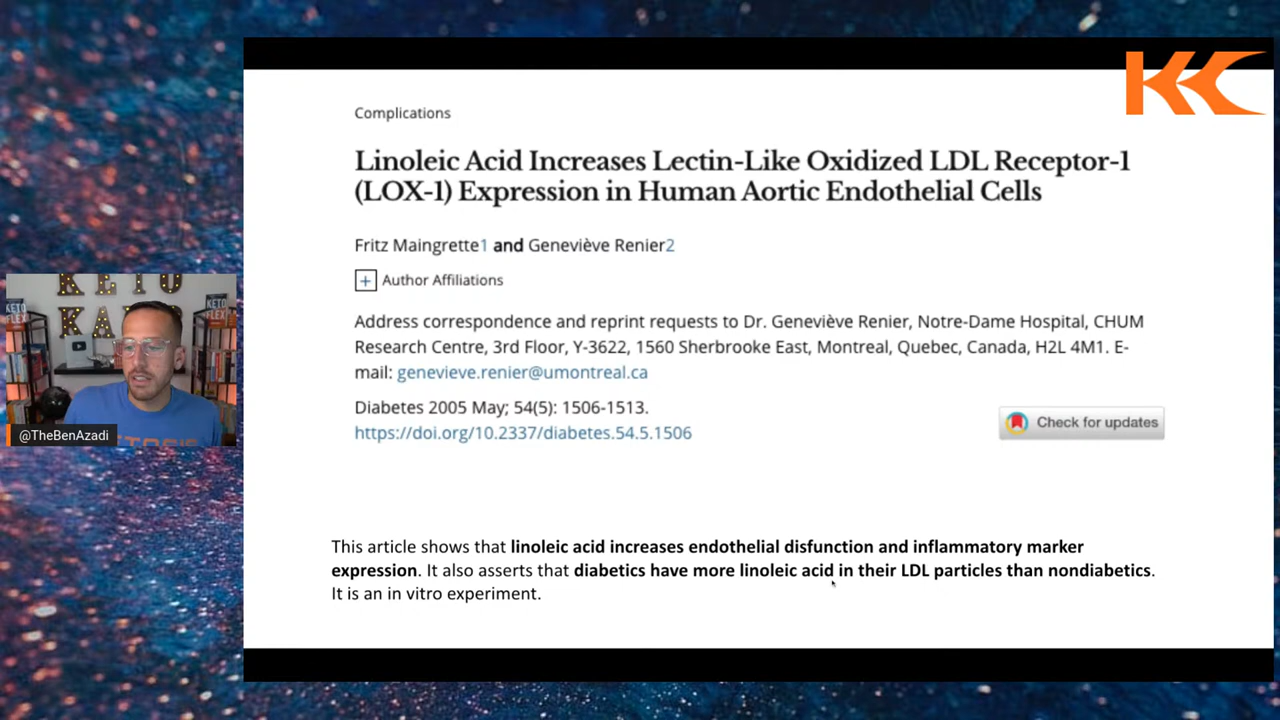 KC
Complications
Linoleic Acid Increases Lectin-Like Oxidized LDL Receptor-1
(LOX-1) Expression in Human Aortic Endothelial Cells
Fritz Maingrette1 and Geneviève Renier2
+ Author Affiliations
Address correspondence and reprint requests to Dr. Geneviève Renier, Notre-Dame Hospital, CHUM
Research Centre, 3rd Floor, Y-3622, 1560 Sherbrooke East, Montreal, Quebec, Canada, H2L 4M1. E-
mail: genevieve.renier@umontreal.ca
Diabetes 2005 May; 54(5): 1506-1513.
https://doi.org/10.2337/diabetes.54.5.1506
Check for updates
This article shows that linoleic acid increases endothelial disfunction and inflammatory marker
expression. It also asserts that diabetics have more linoleic acid in their LDL particles than nondiabetics.
It is an in vitro experiment.
KETO
KA
KETO
FLEX
@TheBenAzadi